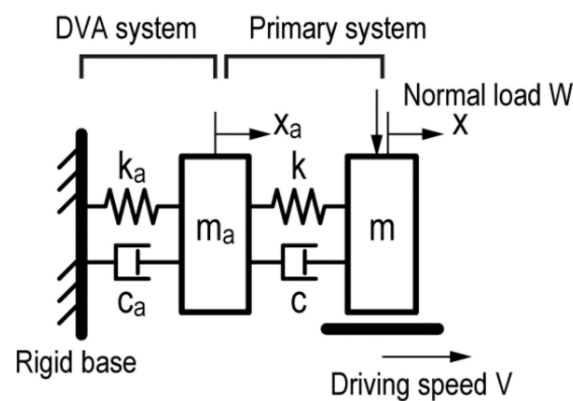 DVA system
Primary system
Normal load W
xₐ
x
kₐ
k
mₐ
m
cₐ
c
Rigid base
Driving speed V